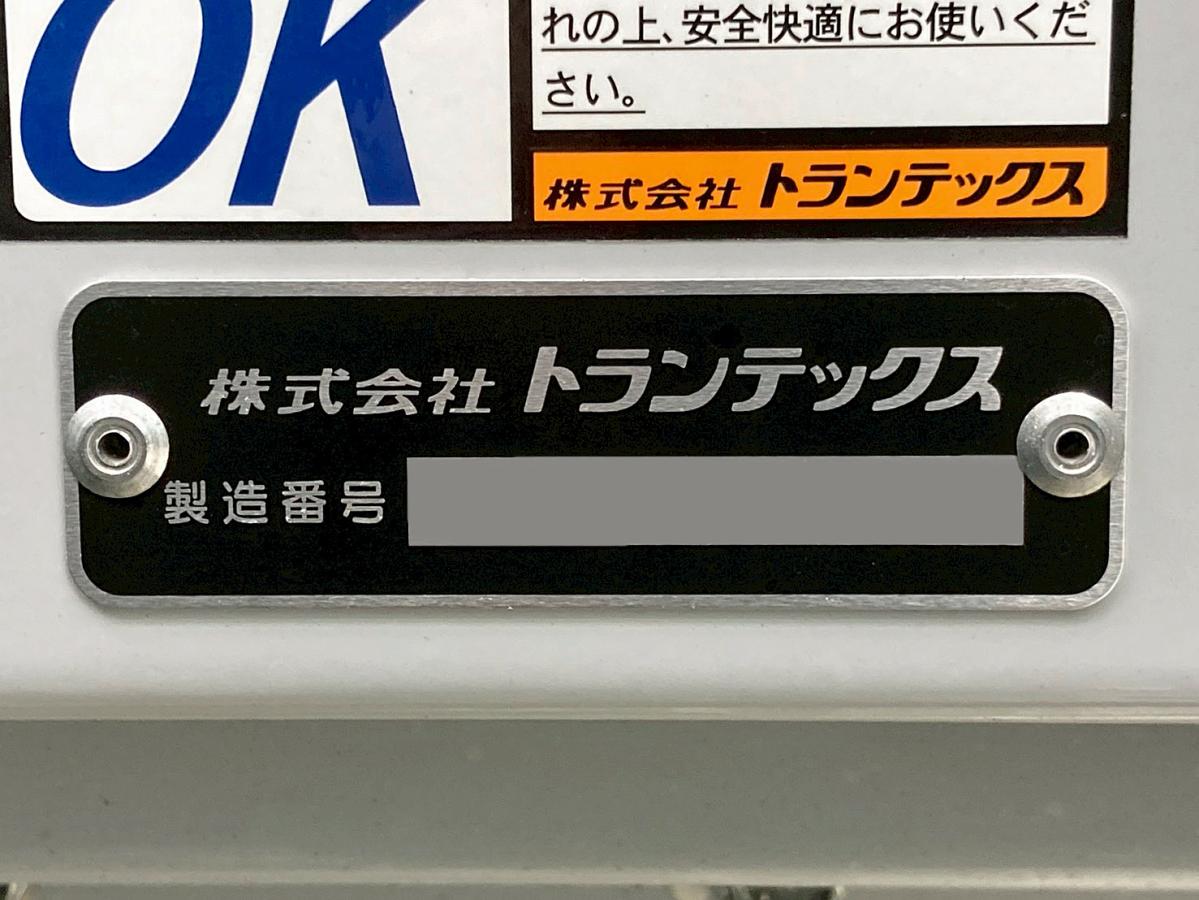 OK
れの上、安全快適にお使いくだ
さい。
株式会社トランテックス
株式会社トランテックス
製造番号